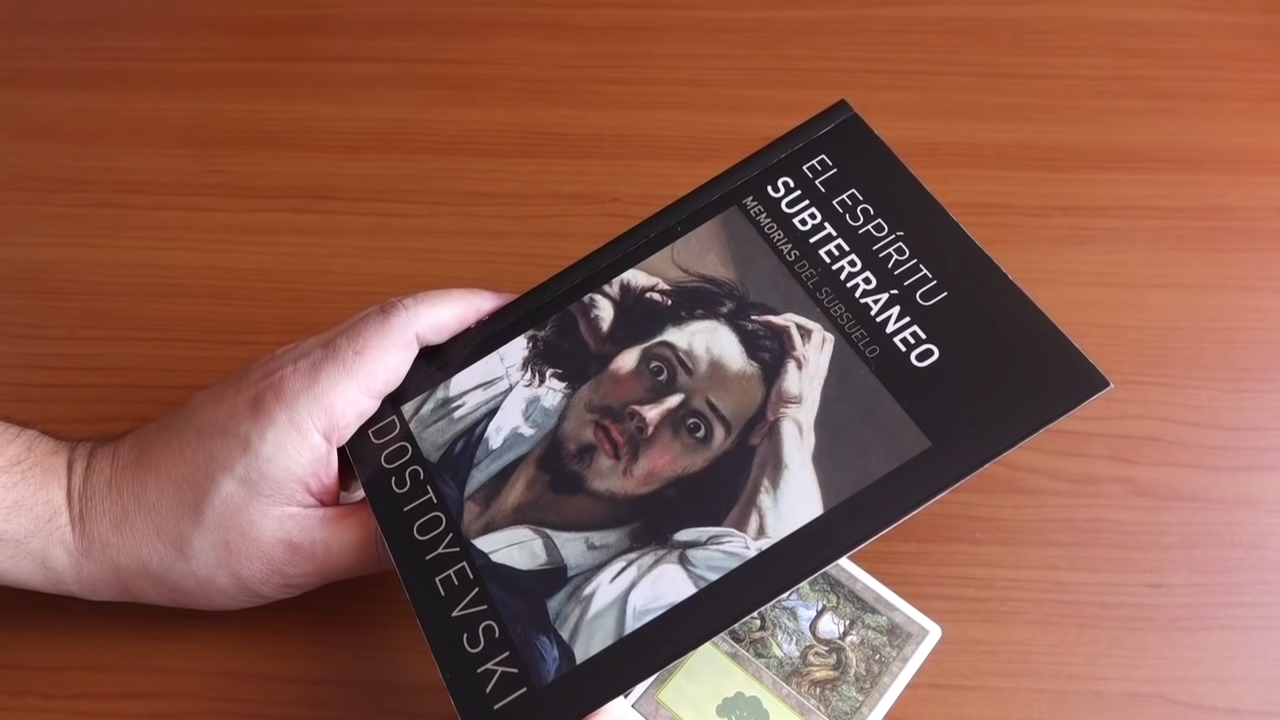 EL ESPÍRITU
SUBTERRÁNEO
MEMORIAS DEL SUBSUELO
DOSTOYEVSKI